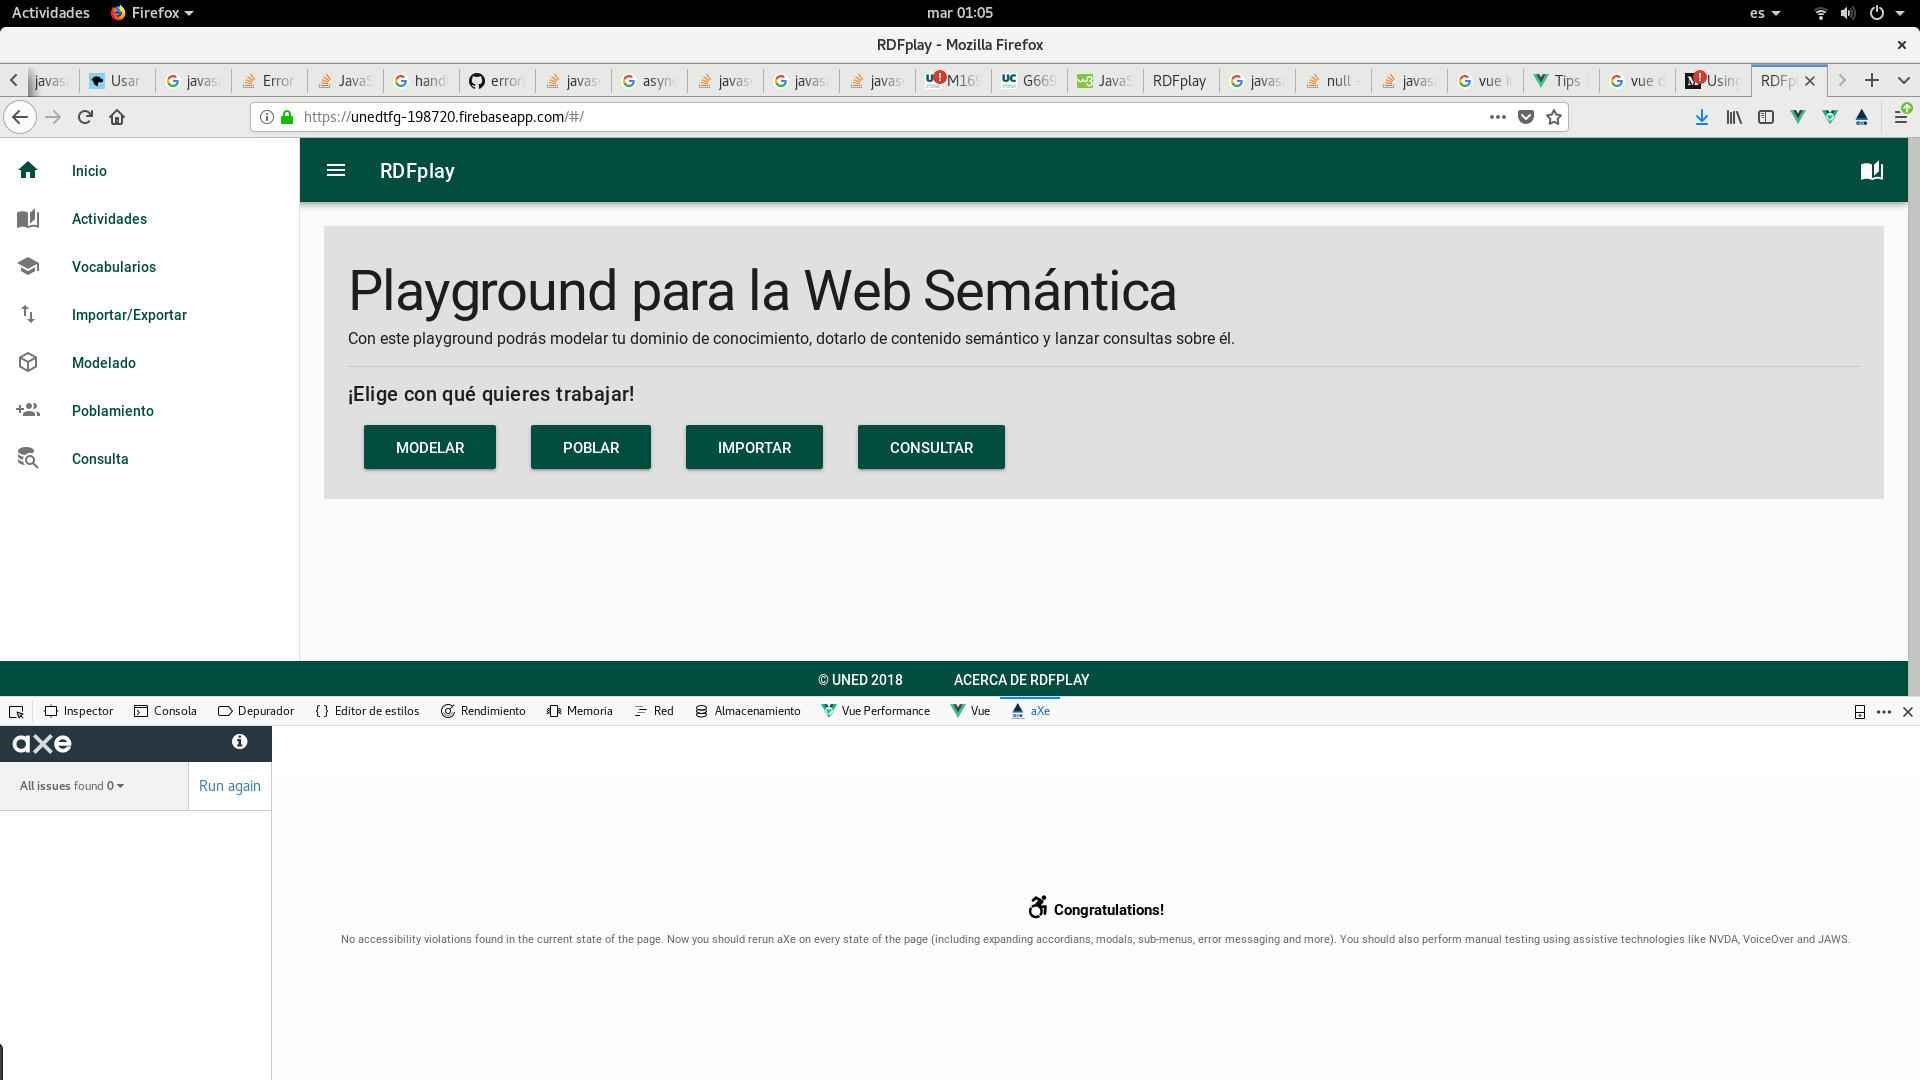 Actividades Firefox mar 01:05 es
RDFplay - Mozilla Firefox
javas Usar javas Error JavaS handl errori javas async javas javas javas M169 G669 JavaS RDFplay javas null - javas vue i Tips vue d Using RDFpl
https://unedtfg-198720.firebaseapp.com/#/
Inicio
Actividades
Vocabularios
Importar/Exportar
Modelado
Poblamiento
Consulta
RDFplay
Playground para la Web Semántica
Con este playground podrás modelar tu dominio de conocimiento, dotarlo de contenido semántico y lanzar consultas sobre él.
¡Elige con qué quieres trabajar!
MODELAR POBLAR IMPORTAR CONSULTAR
© UNED 2018 ACERCA DE RDFPLAY
Inspector Consola Depurador Editor de estilos Rendimiento Memoria Red Almacenamiento Vue Performance Vue aXe
axe
All issues found 0 Run again
Congratulations!
No accessibility violations found in the current state of the page. Now you should rerun aXe on every state of the page (including expanding accordians, modals, sub-menus, error messaging and more). You should also perform manual testing using assistive technologies like NVDA, VoiceOver and JAWS.